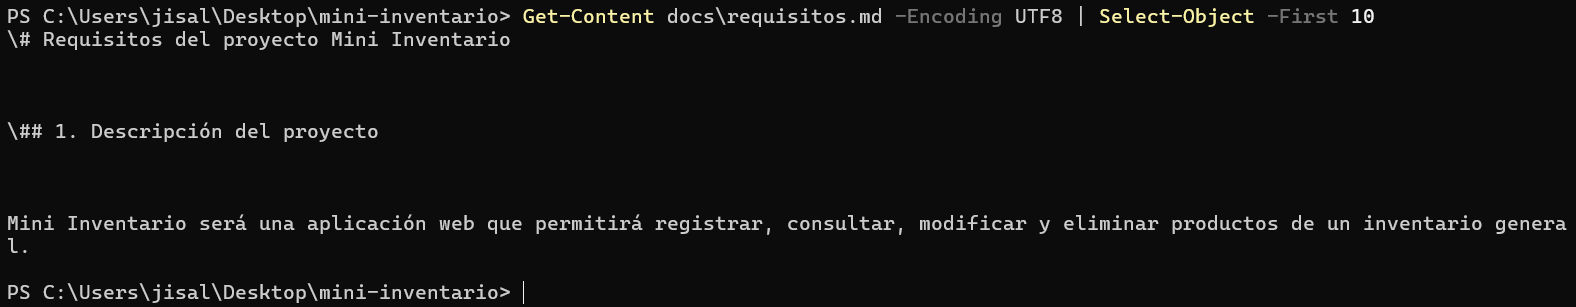 PS C:\Users\jisal\Desktop\mini-inventario> Get-Content docs\requisitos.md -Encoding UTF8 | Select-Object -First 10
\# Requisitos del proyecto Mini Inventario
\## 1. Descripción del proyecto
Mini Inventario será una aplicación web que permitirá registrar, consultar, modificar y eliminar productos de un inventario genera
l.
PS C:\Users\jisal\Desktop\mini-inventario>